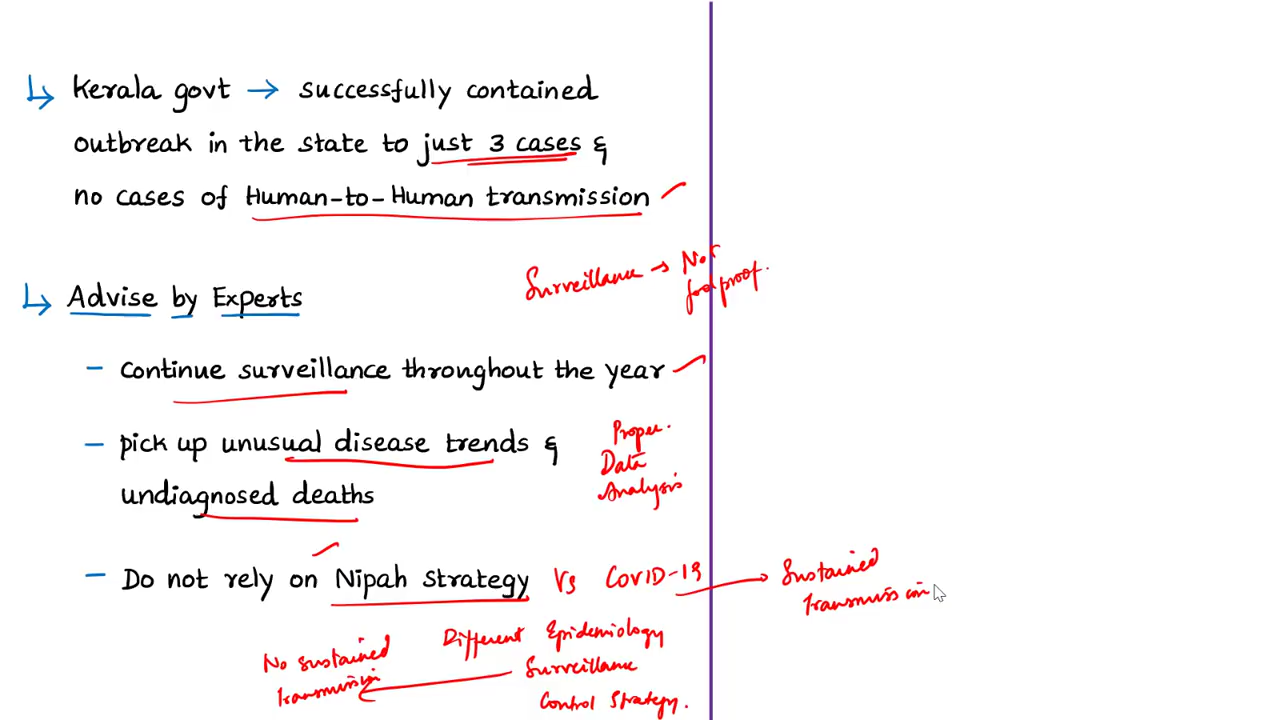 ↳ Kerala govt → successfully contained
outbreak in the state to just 3 cases &
no cases of Human-to-Human transmission
Surveillance → Not
foolproof.
↳ Advise by Experts
- Continue surveillance throughout the year
- pick up unusual disease trends &
undiagnosed deaths
Proper.
Data
Analysis
- Do not rely on Nipah strategy Vs COVID-19
Sustained
transmission
Different Epidemiology
Surveillance
Control Strategy.
No sustained
transmission